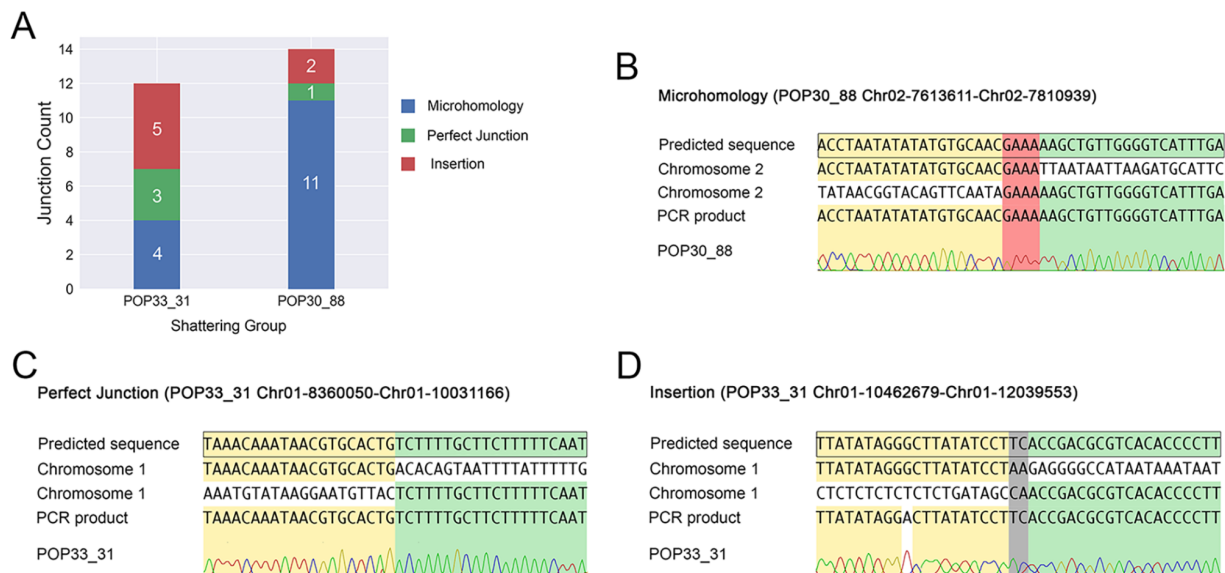 A
14
12
10
8
6
4
2
0
Junction Count
5
3
4
2
1
11
POP33_31
POP30_88
Shattering Group
Microhomology
Perfect Junction
Insertion
B
Microhomology (POP30_88 Chr02-7613611-Chr02-7810939)
Predicted sequence ACCTAATATATATGTGCAACGAAAAAGCTGTTGGGGTCATTTGA
Chromosome 2 ACCTAATATATATGTGCAACGAAATTAATAATTAAGATGCATTC
Chromosome 2 TATAACGGTACAGTTCAATAGAAAAAGCTGTTGGGGTCATTTGA
PCR product ACCTAATATATATGTGCAACGAAAAAGCTGTTGGGGTCATTTGA
POP30_88
C
Perfect Junction (POP33_31 Chr01-8360050-Chr01-10031166)
Predicted sequence TAAACAAATAACGTGCACTGTCTTTTGCTTCTTTTTCAAT
Chromosome 1 TAAACAAATAACGTGCACTGACACAGTAATTTTATTTTTG
Chromosome 1 AAATGTATAAGGAATGTTACTCTTTTGCTTCTTTTTCAAT
PCR product TAAACAAATAACGTGCACTGTCTTTTGCTTCTTTTTCAAT
POP33_31
D
Insertion (POP33_31 Chr01-10462679-Chr01-12039553)
Predicted sequence TTATATAGGGCTTATATCCTTCACCGACGCGTCACACCCCTT
Chromosome 1 TTATATAGGGCTTATATCCTAAGAGGGGCCATAATAAATAAT
Chromosome 1 CTCTCTCTCTCTCTGATAGCCAACCGACGCGTCACACCCCTT
PCR product TTATATAGGACTTATATCCTTCACCGACGCGTCACACCCCTT
POP33_31